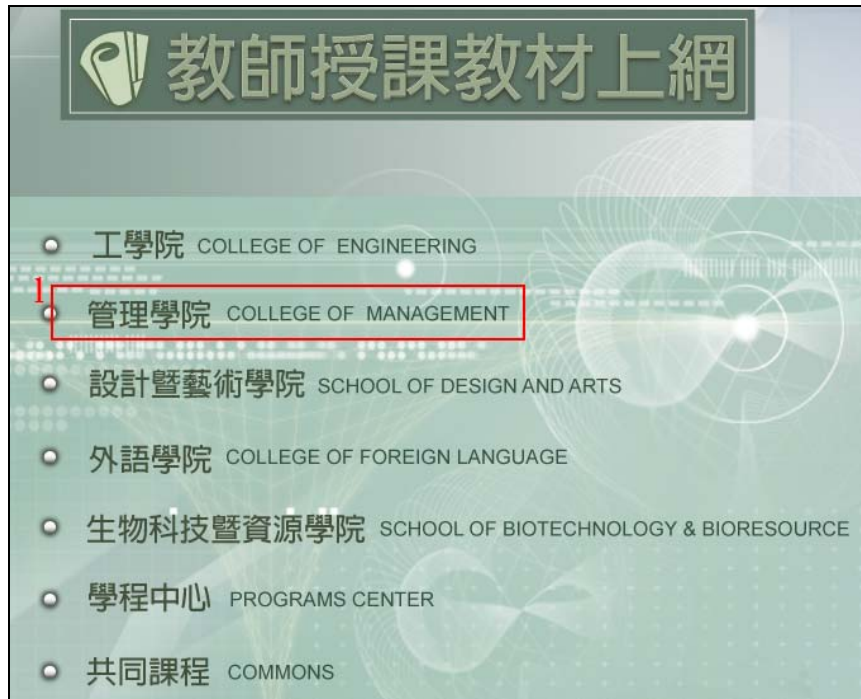 教師授課教材上網
工學院 COLLEGE OF ENGINEERING
1
管理學院 COLLEGE OF MANAGEMENT
設計暨藝術學院 SCHOOL OF DESIGN AND ARTS
外語學院 COLLEGE OF FOREIGN LANGUAGE
生物科技暨資源學院 SCHOOL OF BIOTECHNOLOGY & BIORESOURCE
學程中心 PROGRAMS CENTER
共同課程 COMMONS